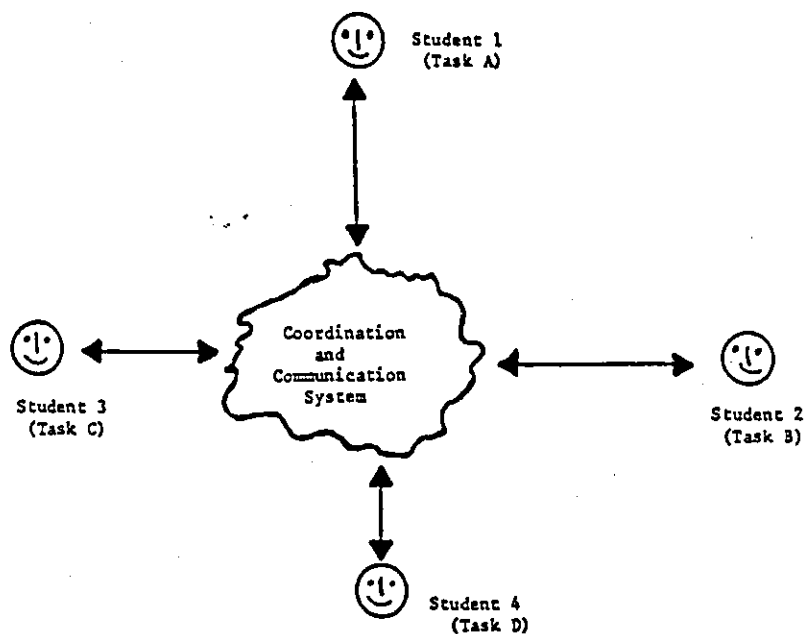 Student 1
(Task A)
Coordination
and
Communication
System
Student 3
(Task C)
Student 2
(Task B)
Student 4
(Task D)